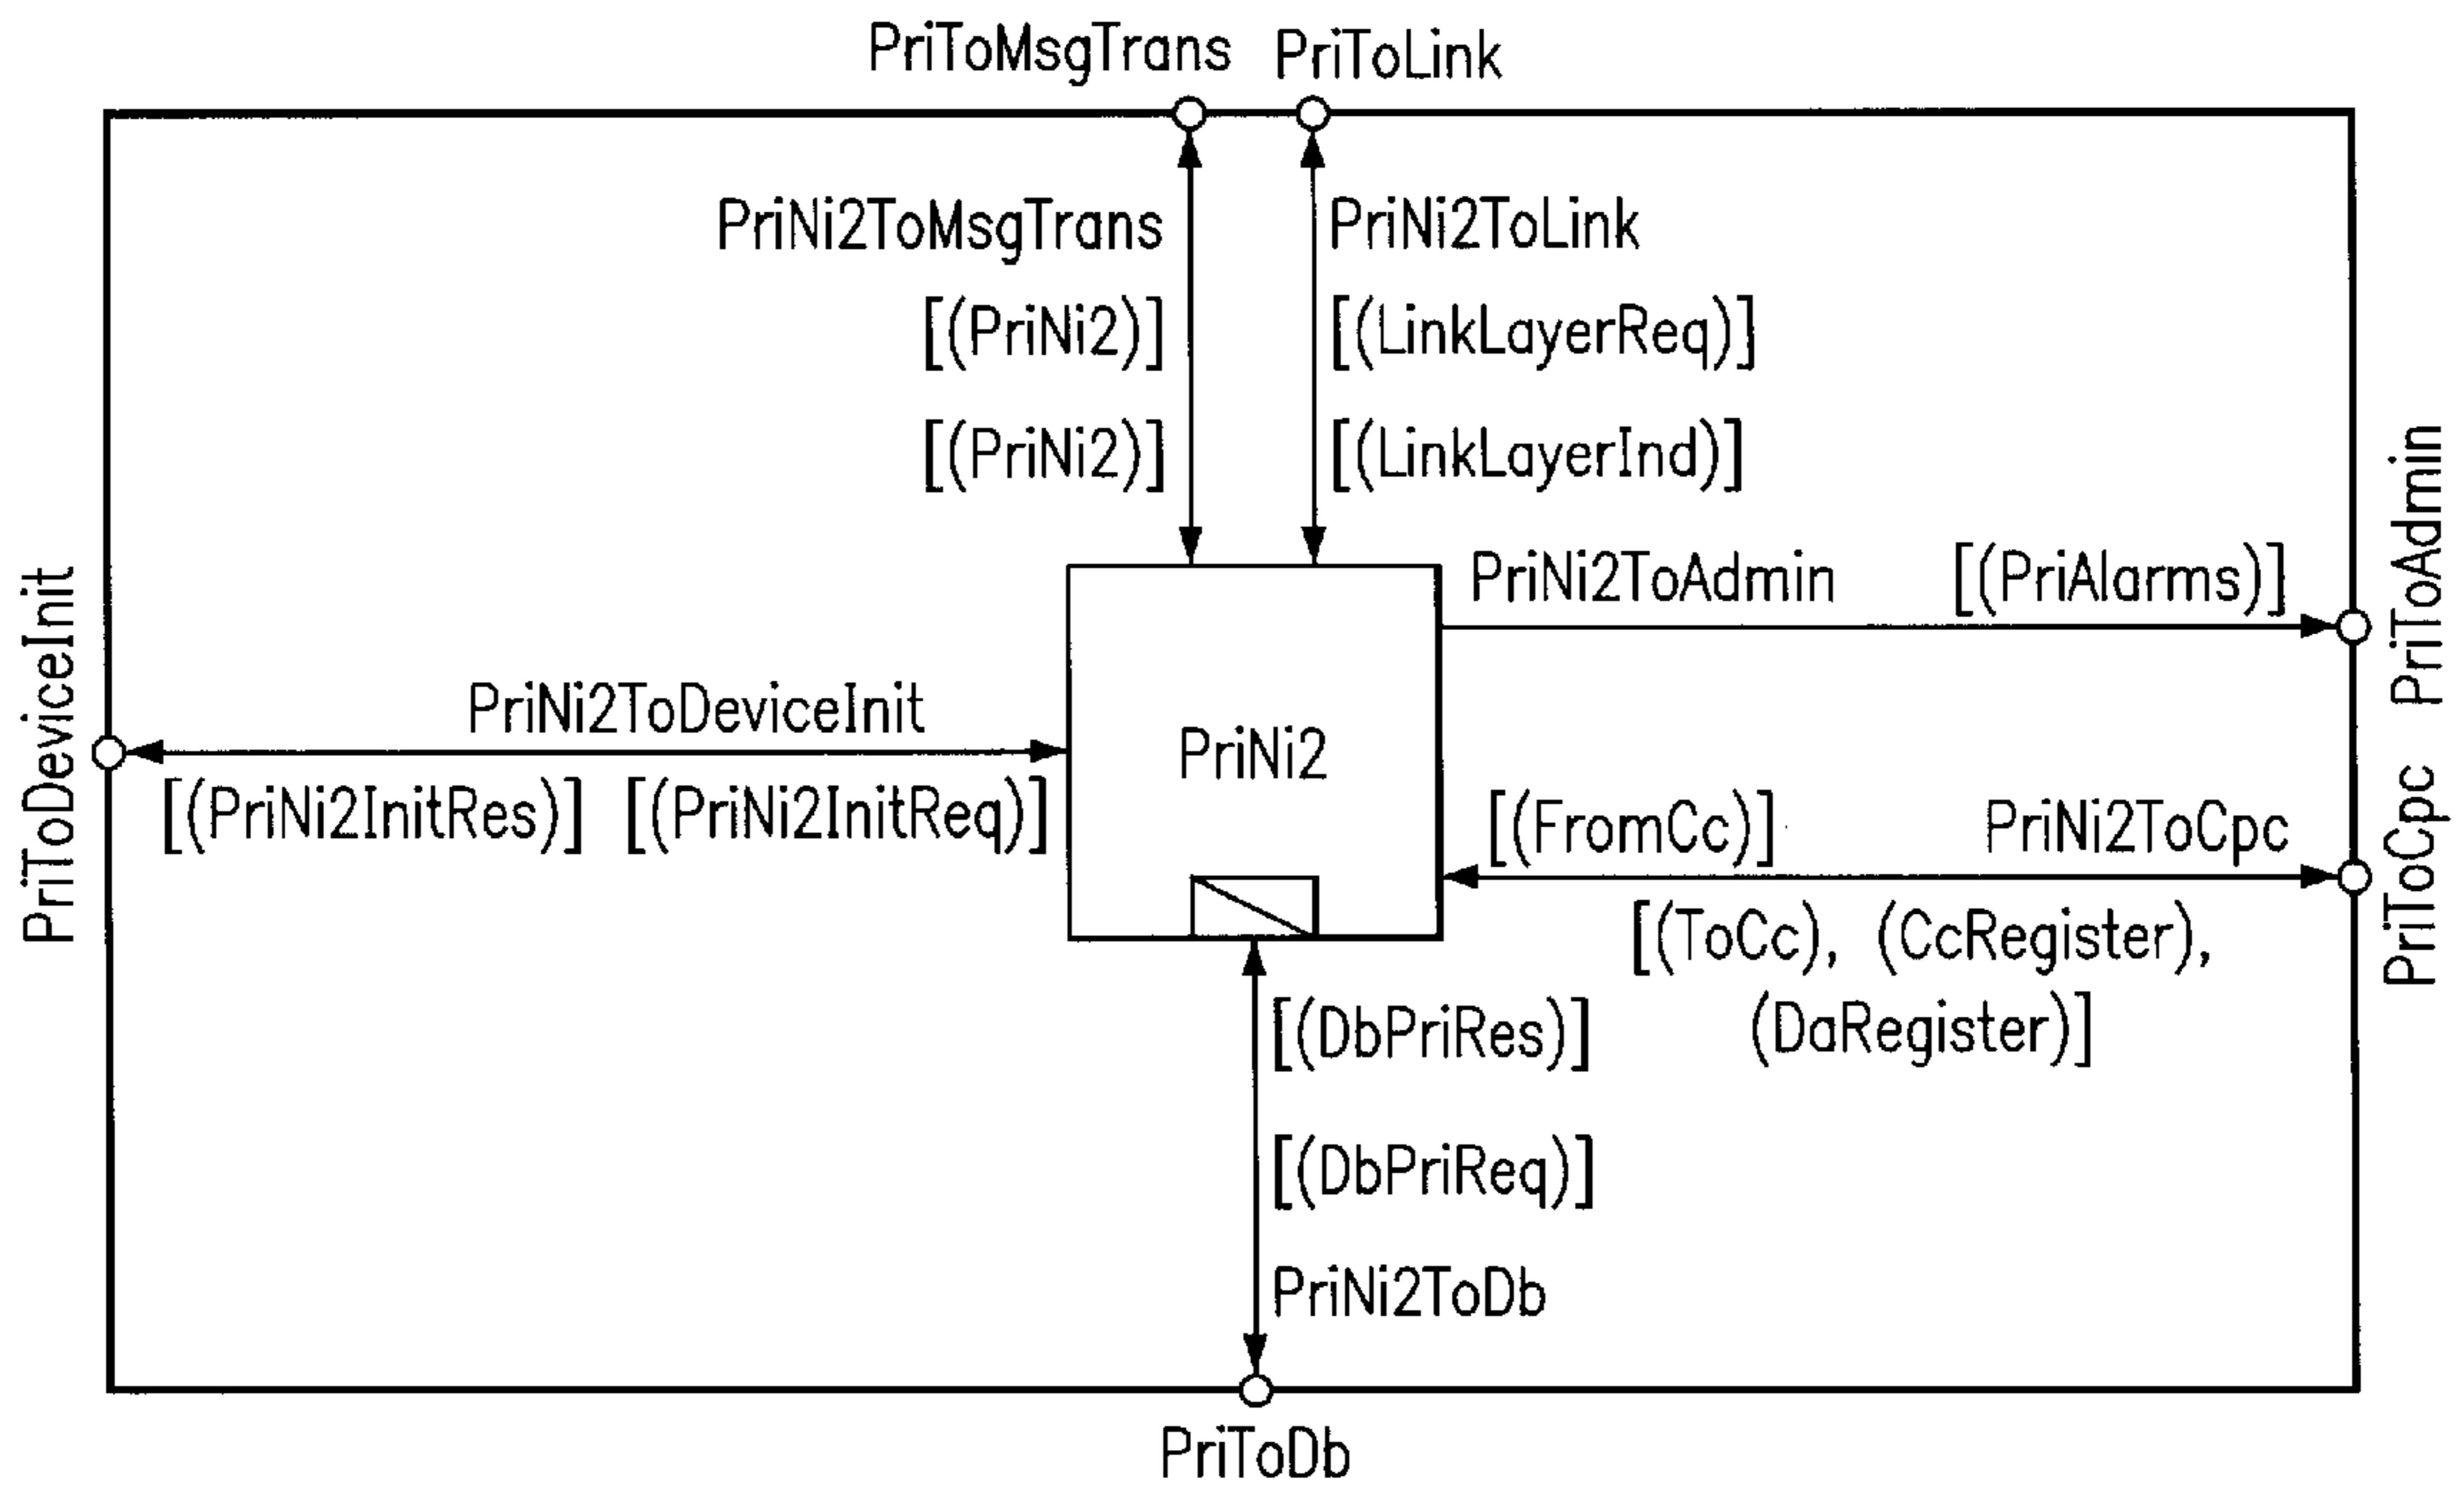 PriToMsgTrans PriToLink
PriNi2ToMsgTrans PriNi2ToLink
[(PriNi2)] [(LinkLayerReq)]
[(PriNi2)] [(LinkLayerInd)]
PriToAdmin
PriNi2ToAdmin [(PriAlarms)]
PriToDeviceInit
PriNi2ToDeviceInit
PriNi2
[(PriNi2InitRes)] [(PriNi2InitReq)]
[(FromCc)] PriNi2ToCpc
PriToCpc
[(ToCc), (CcRegister),
(DaRegister)]
[(DbPriRes)]
[(DbPriReq)]
PriNi2ToDb
PriToDb